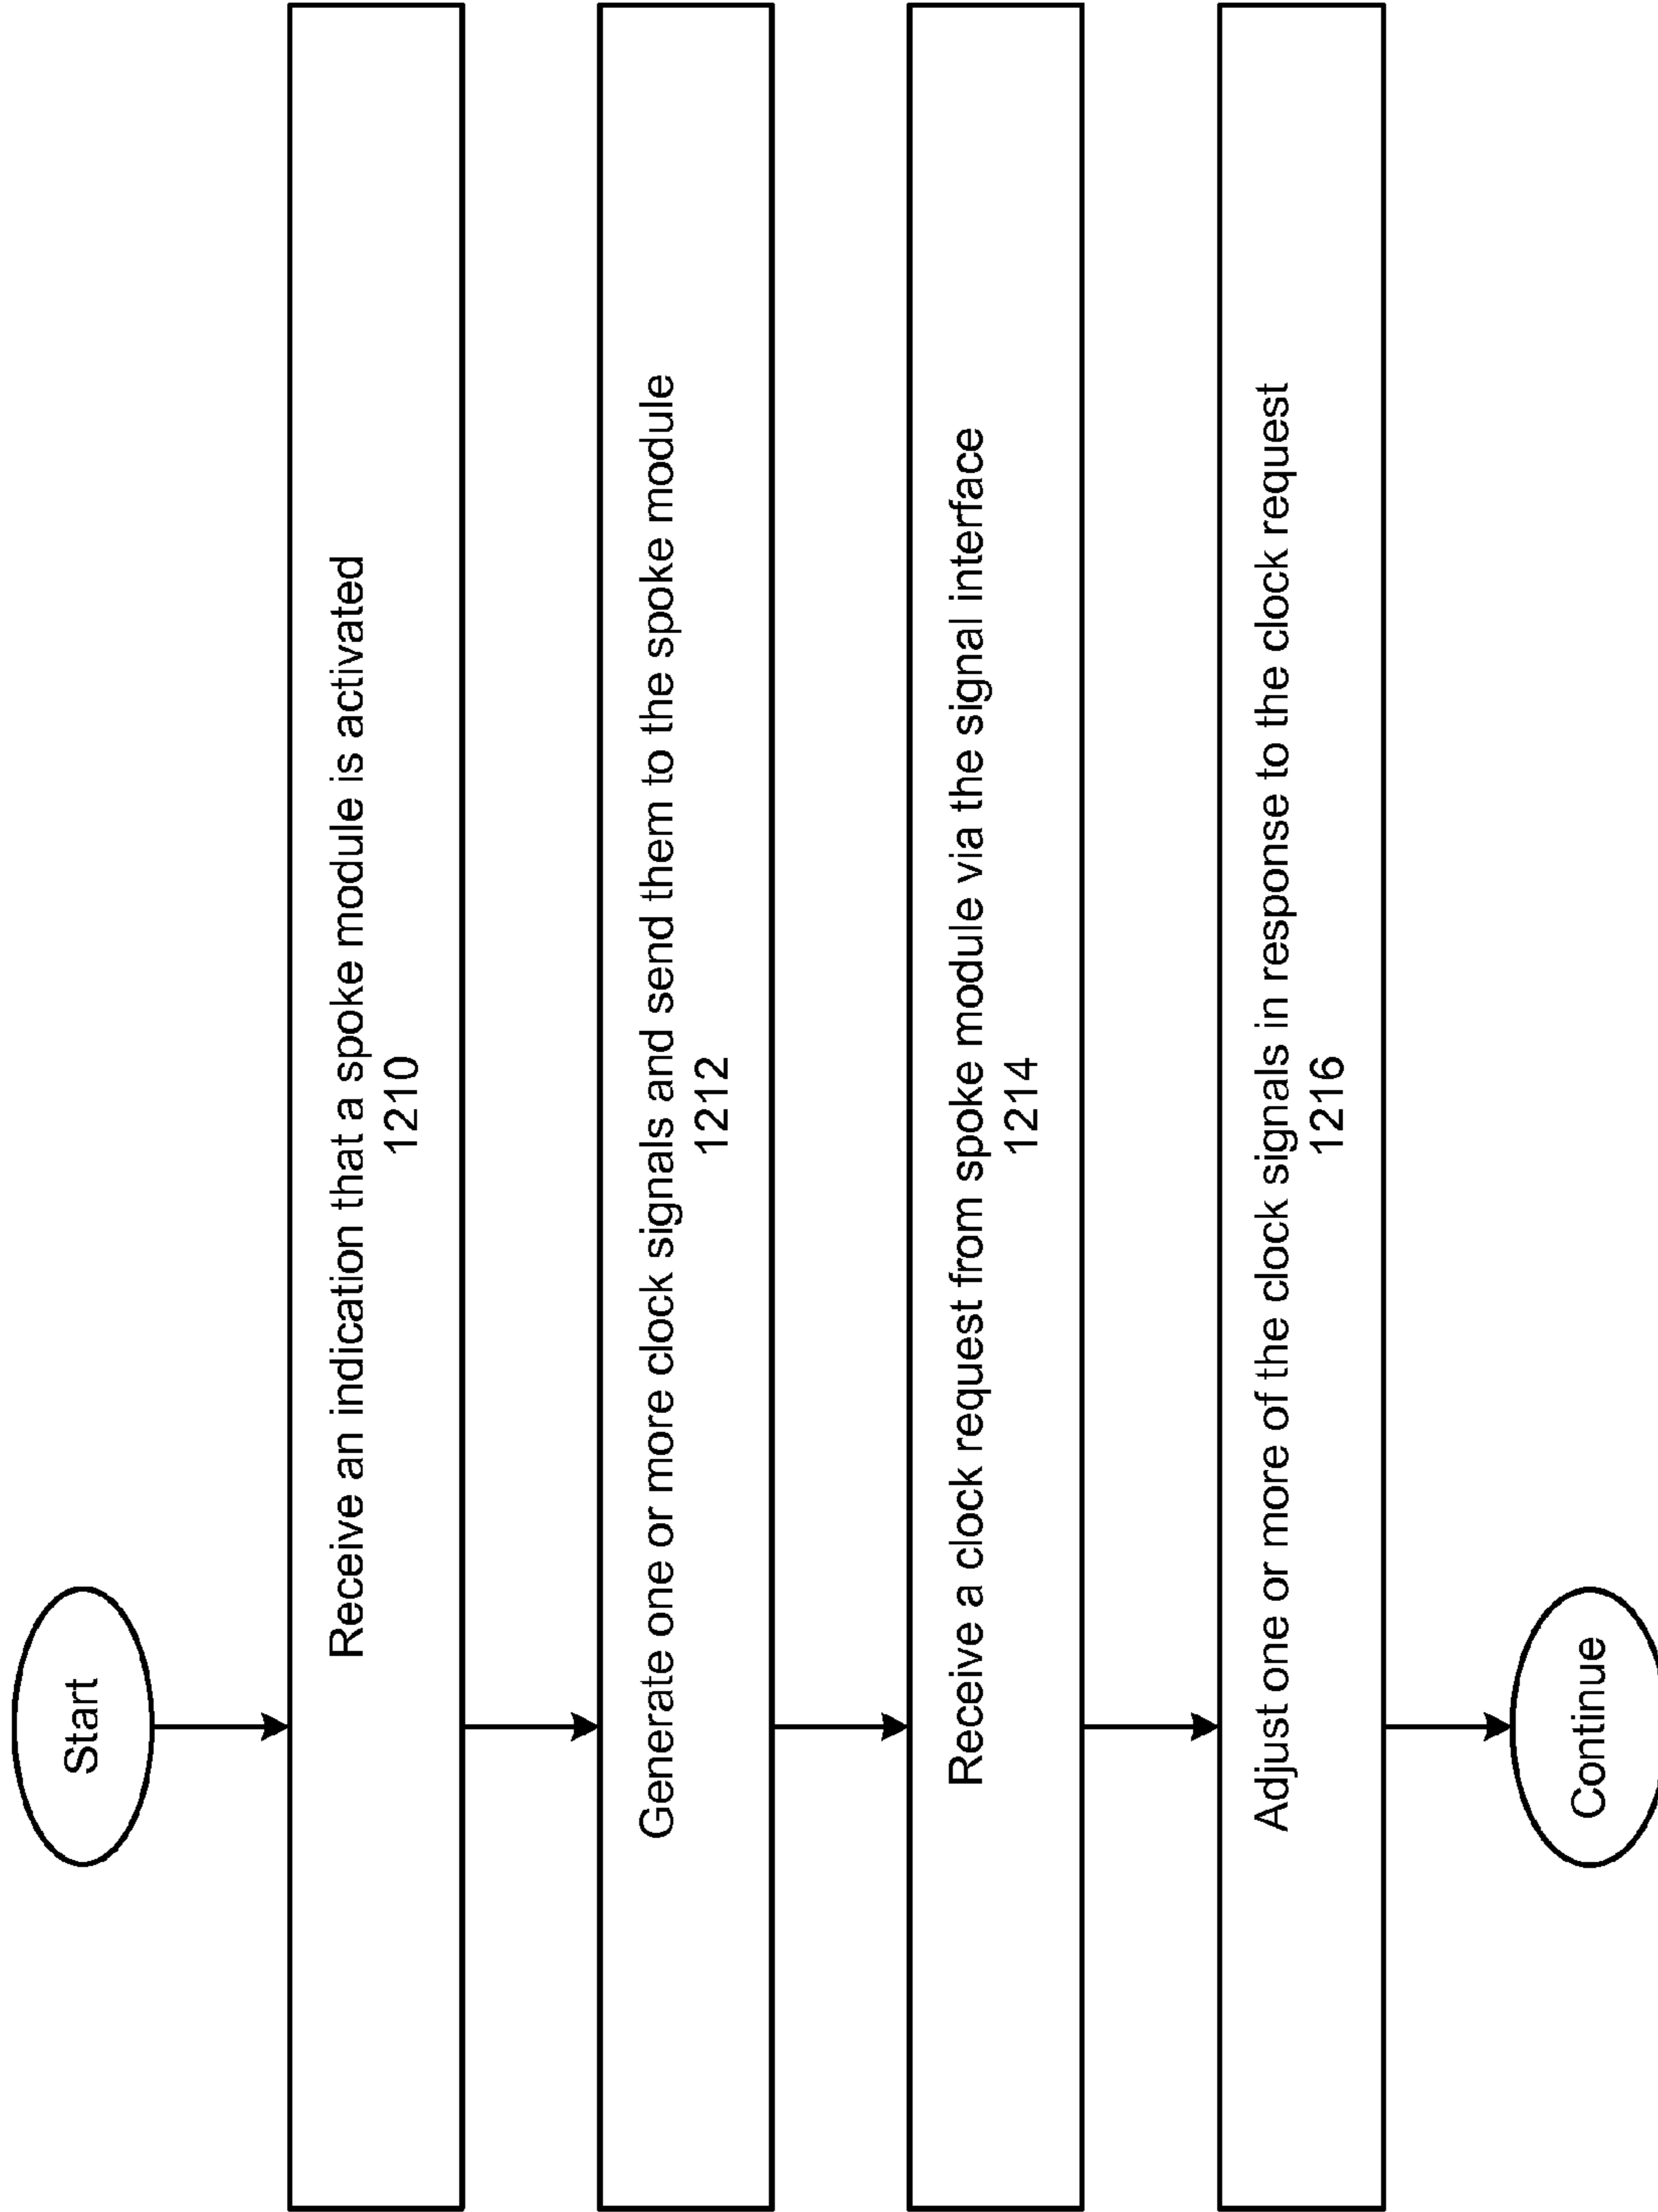 Start
Receive an indication that a spoke module is activated
1210
Generate one or more clock signals and send them to the spoke module
1212
Receive a clock request from spoke module via the signal interface
1214
Adjust one or more of the clock signals in response to the clock request
1216
Continue